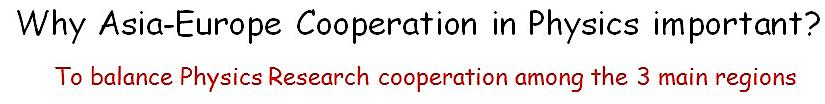 Why Asia-Europe Cooperation in Physics important?
To balance Physics Research cooperation among the 3 main regions